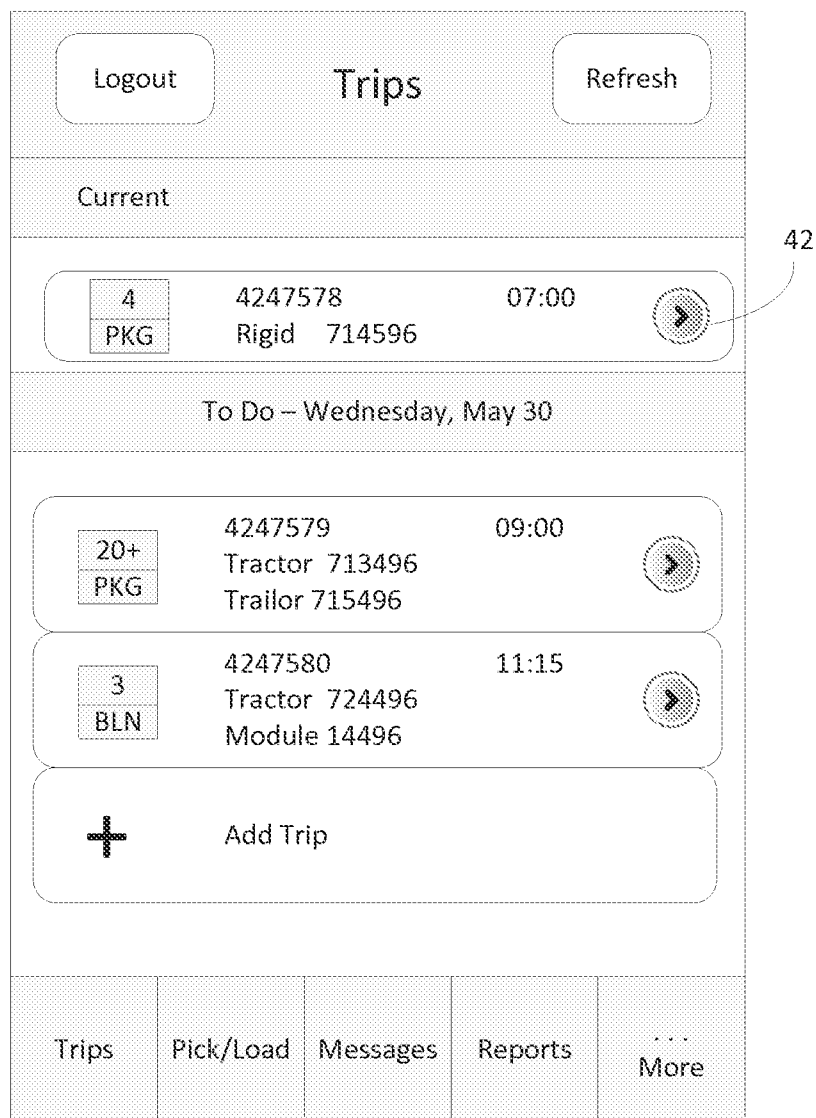 Logout Trips Refresh
Current
42
4 4247578 07:00
PKG Rigid 714596
To Do – Wednesday, May 30
4247579 09:00
20+ Tractor 713496
PKG Trailor 715496
4247580 11:15
3 Tractor 724496
BLN Module 14496
Add Trip
Trips Pick/Load Messages Reports ... More